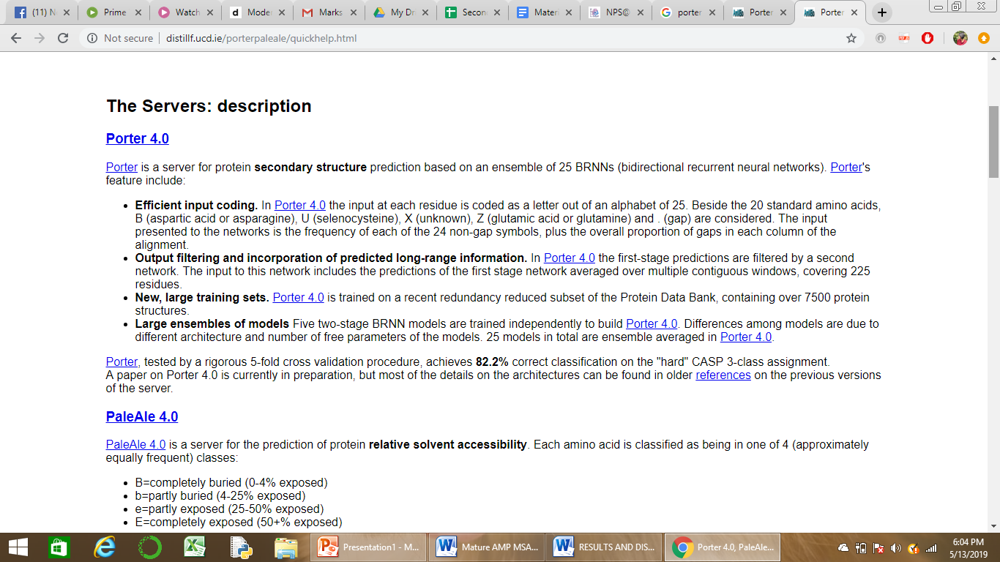 (11) N
Prime
Watch
Mode
Marks
My Dr
Secon
Materi
NPS@
porter
Porter
Porter
Not secure
distillf.ucd.ie/porterpaleale/quickhelp.html
The Servers: description
Porter 4.0
Porter is a server for protein secondary structure prediction based on an ensemble of 25 BRNNs (bidirectional recurrent neural networks). Porter's
feature include:
• Efficient input coding. In Porter 4.0 the input at each residue is coded as a letter out of an alphabet of 25. Beside the 20 standard amino acids,
B (aspartic acid or asparagine), U (selenocysteine), X (unknown), Z (glutamic acid or glutamine) and . (gap) are considered. The input
presented to the networks is the frequency of each of the 24 non-gap symbols, plus the overall proportion of gaps in each column of the
alignment.
• Output filtering and incorporation of predicted long-range information. In Porter 4.0 the first-stage predictions are filtered by a second
network. The input to this network includes the predictions of the first stage network averaged over multiple contiguous windows, covering 225
residues.
• New, large training sets. Porter 4.0 is trained on a recent redundancy reduced subset of the Protein Data Bank, containing over 7500 protein
structures.
• Large ensembles of models Five two-stage BRNN models are trained independently to build Porter 4.0. Differences among models are due to
different architecture and number of free parameters of the models. 25 models in total are ensemble averaged in Porter 4.0.
Porter, tested by a rigorous 5-fold cross validation procedure, achieves 82.2% correct classification on the "hard" CASP 3-class assignment.
A paper on Porter 4.0 is currently in preparation, but most of the details on the architectures can be found in older references on the previous versions
of the server.
PaleAle 4.0
PaleAle 4.0 is a server for the prediction of protein relative solvent accessibility. Each amino acid is classified as being in one of 4 (approximately
equally frequent) classes:
• B=completely buried (0-4% exposed)
• b=partly buried (4-25% exposed)
• e=partly exposed (25-50% exposed)
• E=completely exposed (50+% exposed)
Presentation1 - M...
Mature AMP MSA...
RESULTS AND DIS...
Porter 4.0, PaleAle...
6:04 PM
5/13/2019